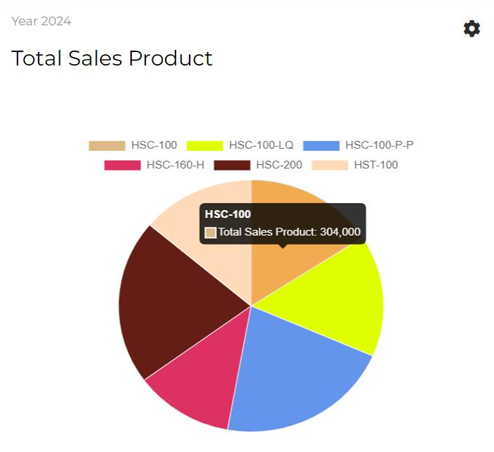 Year 2024
Total Sales Product
HSC-100 HSC-100-LQ HSC-100-P-P
HSC-160-H HSC-200 HST-100
HSC-100
Total Sales Product: 304,000